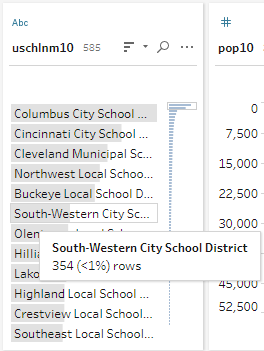 Abc
uschlnm10 585
Columbus City School ...
Cincinnati City School ...
Cleveland Municipal Sc...
Northwest Local Schoo...
Buckeye Local School D...
South-Western City Sc...
South-Western City School District
354 (<1%) rows
Highland Local School ...
Crestview Local School...
Southeast Local School...
#
pop10
0
7,500
15,000
22,500
30,000
45,000
52,500